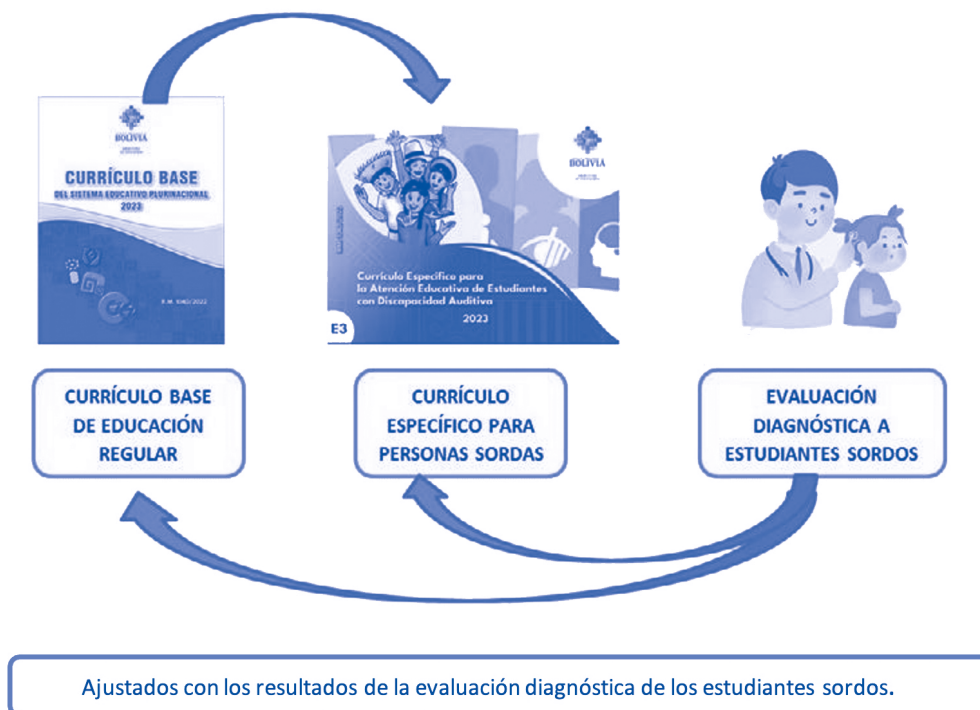 BOLIVIA
CURRÍCULO BASE
DEL SISTEMA EDUCATIVO PLURINACIONAL
2023
R.M. 1040/2022
BOLIVIA
Currículo Específico para
la Atención Educativa de Estudiantes
con Discapacidad Auditiva
2023
E3
CURRÍCULO BASE
DE EDUCACIÓN
REGULAR
CURRÍCULO
ESPECÍFICO PARA
PERSONAS SORDAS
EVALUACIÓN
DIAGNÓSTICA A
ESTUDIANTES SORDOS
Ajustados con los resultados de la evaluación diagnóstica de los estudiantes sordos.